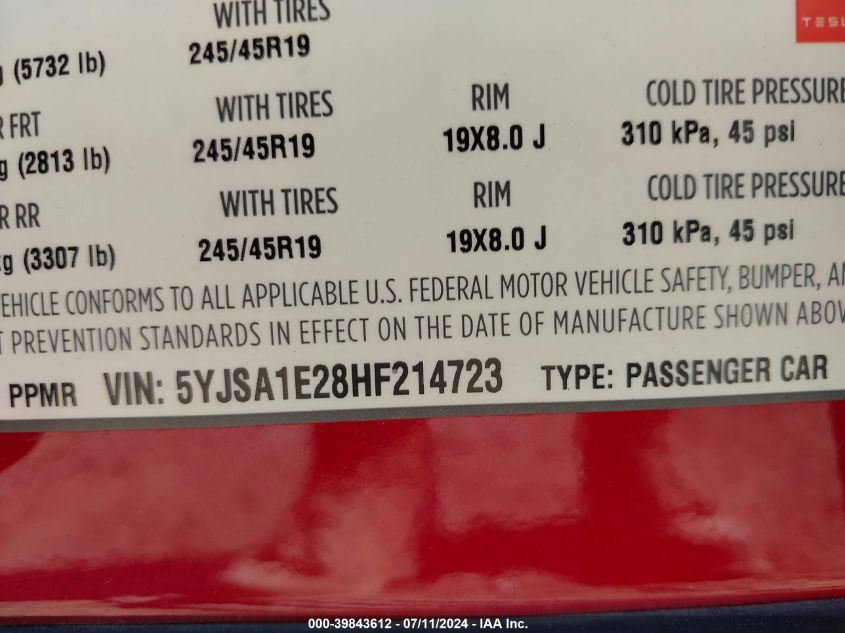 WITH TIRES
TESL
g (5732 lb) 245/45R19
R FRT WITH TIRES RIM COLD TIRE PRESSURE
g (2813 lb) 245/45R19 19X8.0 J 310 kPa, 45 psi
R RR WITH TIRES RIM COLD TIRE PRESSURE
kg (3307 lb) 245/45R19 19X8.0 J 310 kPa, 45 psi
EHICLE CONFORMS TO ALL APPLICABLE U.S. FEDERAL MOTOR VEHICLE SAFETY, BUMPER, AN
T PREVENTION STANDARDS IN EFFECT ON THE DATE OF MANUFACTURE SHOWN ABOV
PPMR VIN: 5YJSA1E28HF214723 TYPE: PASSENGER CAR
000-39843612 - 07/11/2024 - IAA Inc.